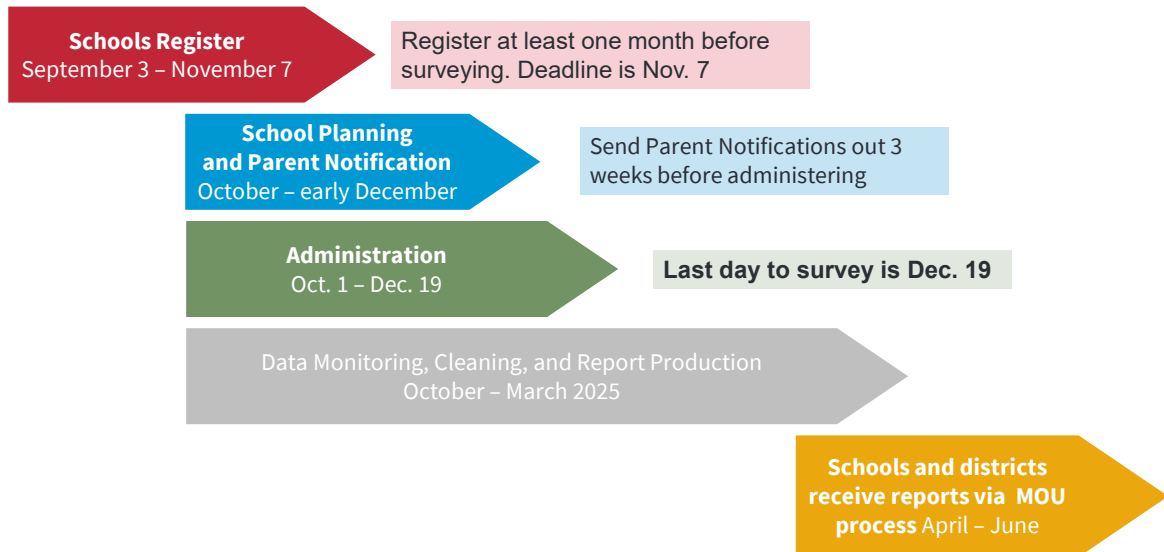 Schools Register
September 3 – November 7
Register at least one month before
surveying. Deadline is Nov. 7
School Planning
and Parent Notification
October – early December
Send Parent Notifications out 3
weeks before administering
Administration
Oct. 1 – Dec. 19
Last day to survey is Dec. 19
Data Monitoring, Cleaning, and Report Production
October – March 2025
Schools and districts
receive reports via MOU
process April – June